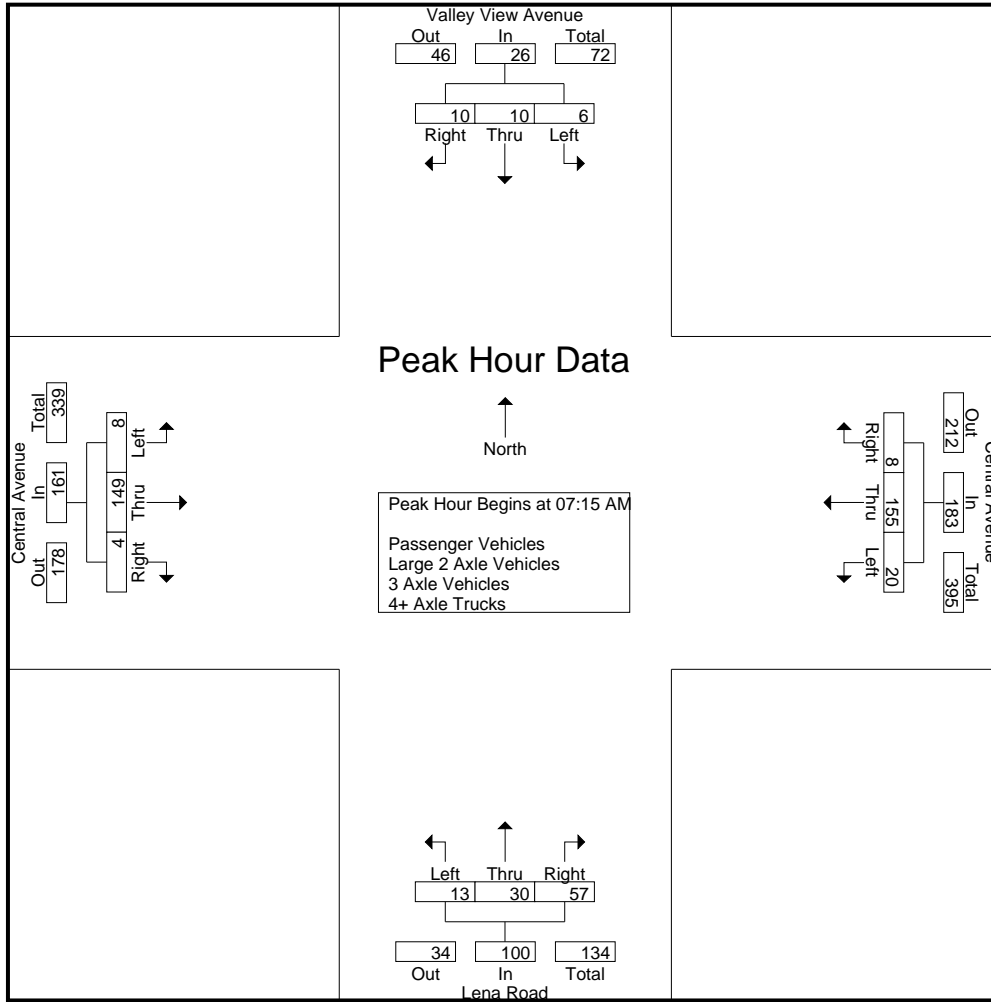 Valley View Avenue
Out In Total
46 26 72
10 10 6
Right Thru Left
Peak Hour Data
North
Peak Hour Begins at 07:15 AM
Passenger Vehicles
Large 2 Axle Vehicles
3 Axle Vehicles
4+ Axle Trucks
Central Avenue
Out In Total
178 161 339
4 149 8
Right Thru Left
Central Avenue
Out In Total
212 183 395
8 155 20
Right Thru Left
Left Thru Right
13 30 57
34 100 134
Out In Total
Lena Road